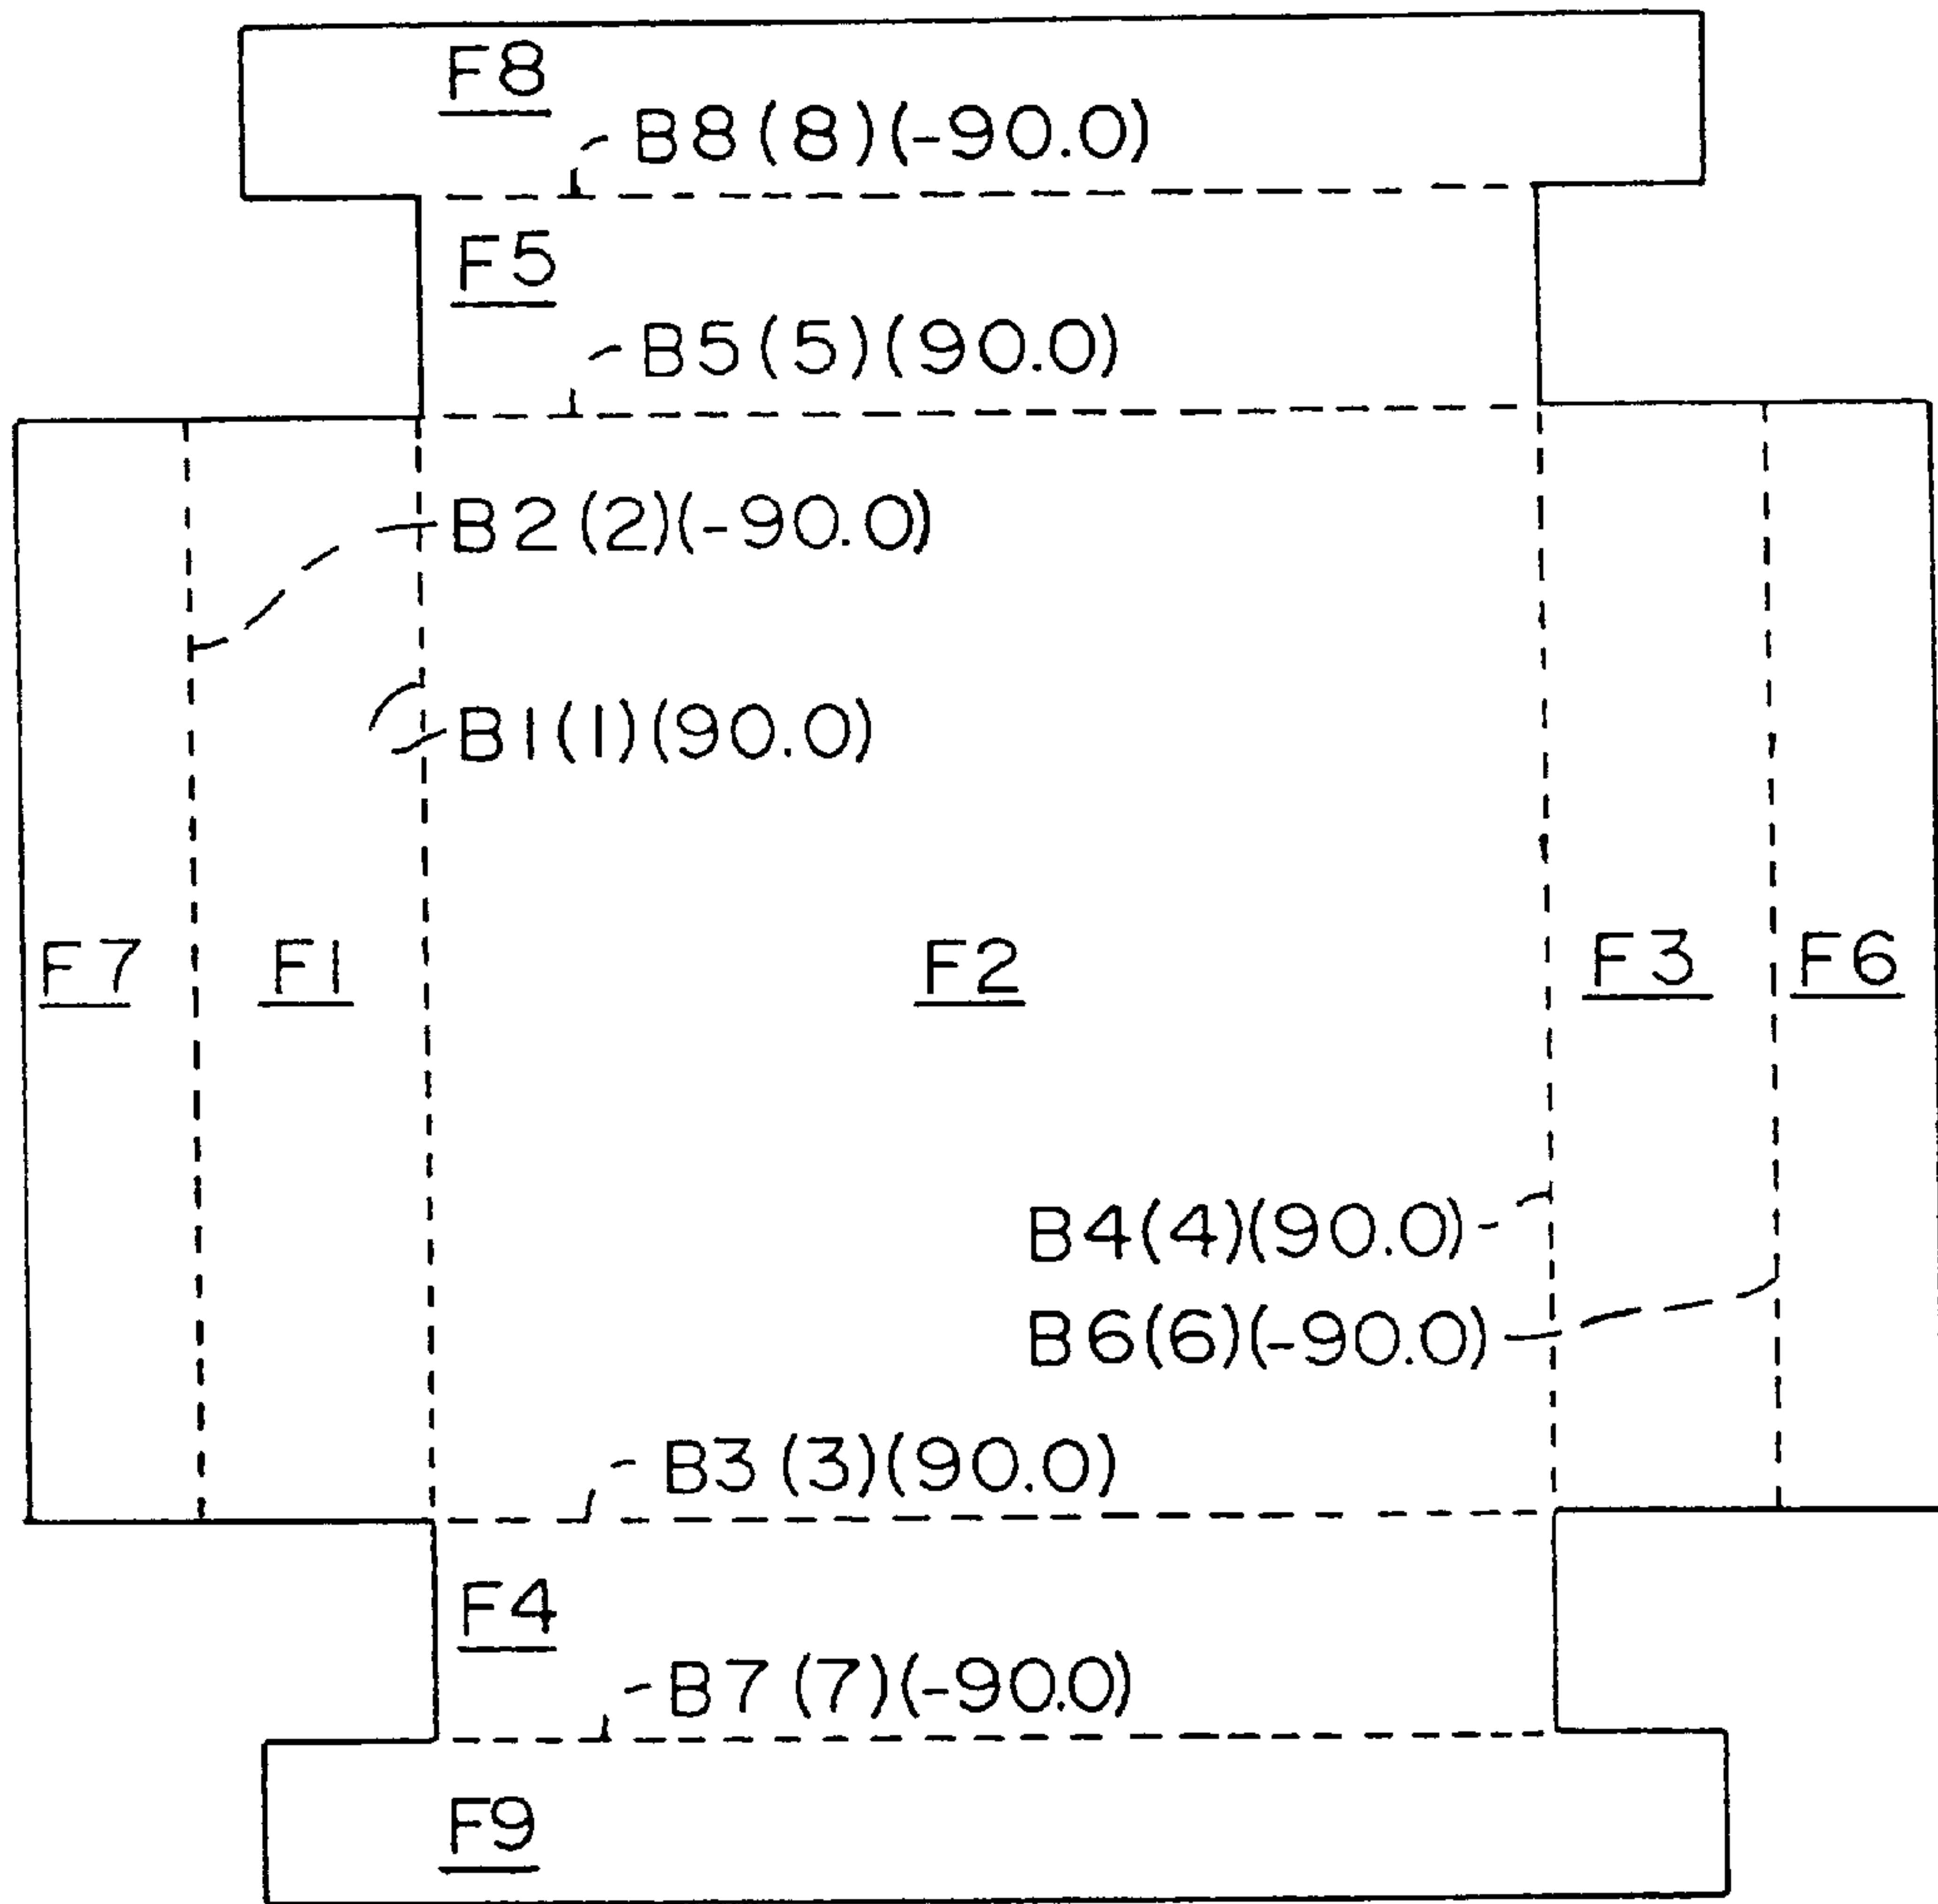 F8
B8(8)(-90.0)
F5
B5(5)(90.0)
B2(2)(-90.0)
B1(1)(90.0)
F7 F1 F2 F3 F6
B4(4)(90.0)
B6(6)(-90.0)
B3(3)(90.0)
F4
B7(7)(-90.0)
F9